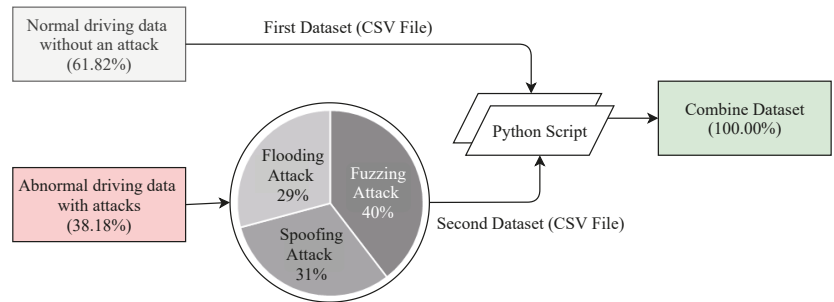 Normal driving data
without an attack
(61.82%)
First Dataset (CSV File)
Python Script
Combine Dataset
(100.00%)
Abnormal driving data
with attacks
(38.18%)
Flooding
Attack
29%
Fuzzing
Attack
40%
Spoofing
Attack
31%
Second Dataset (CSV File)